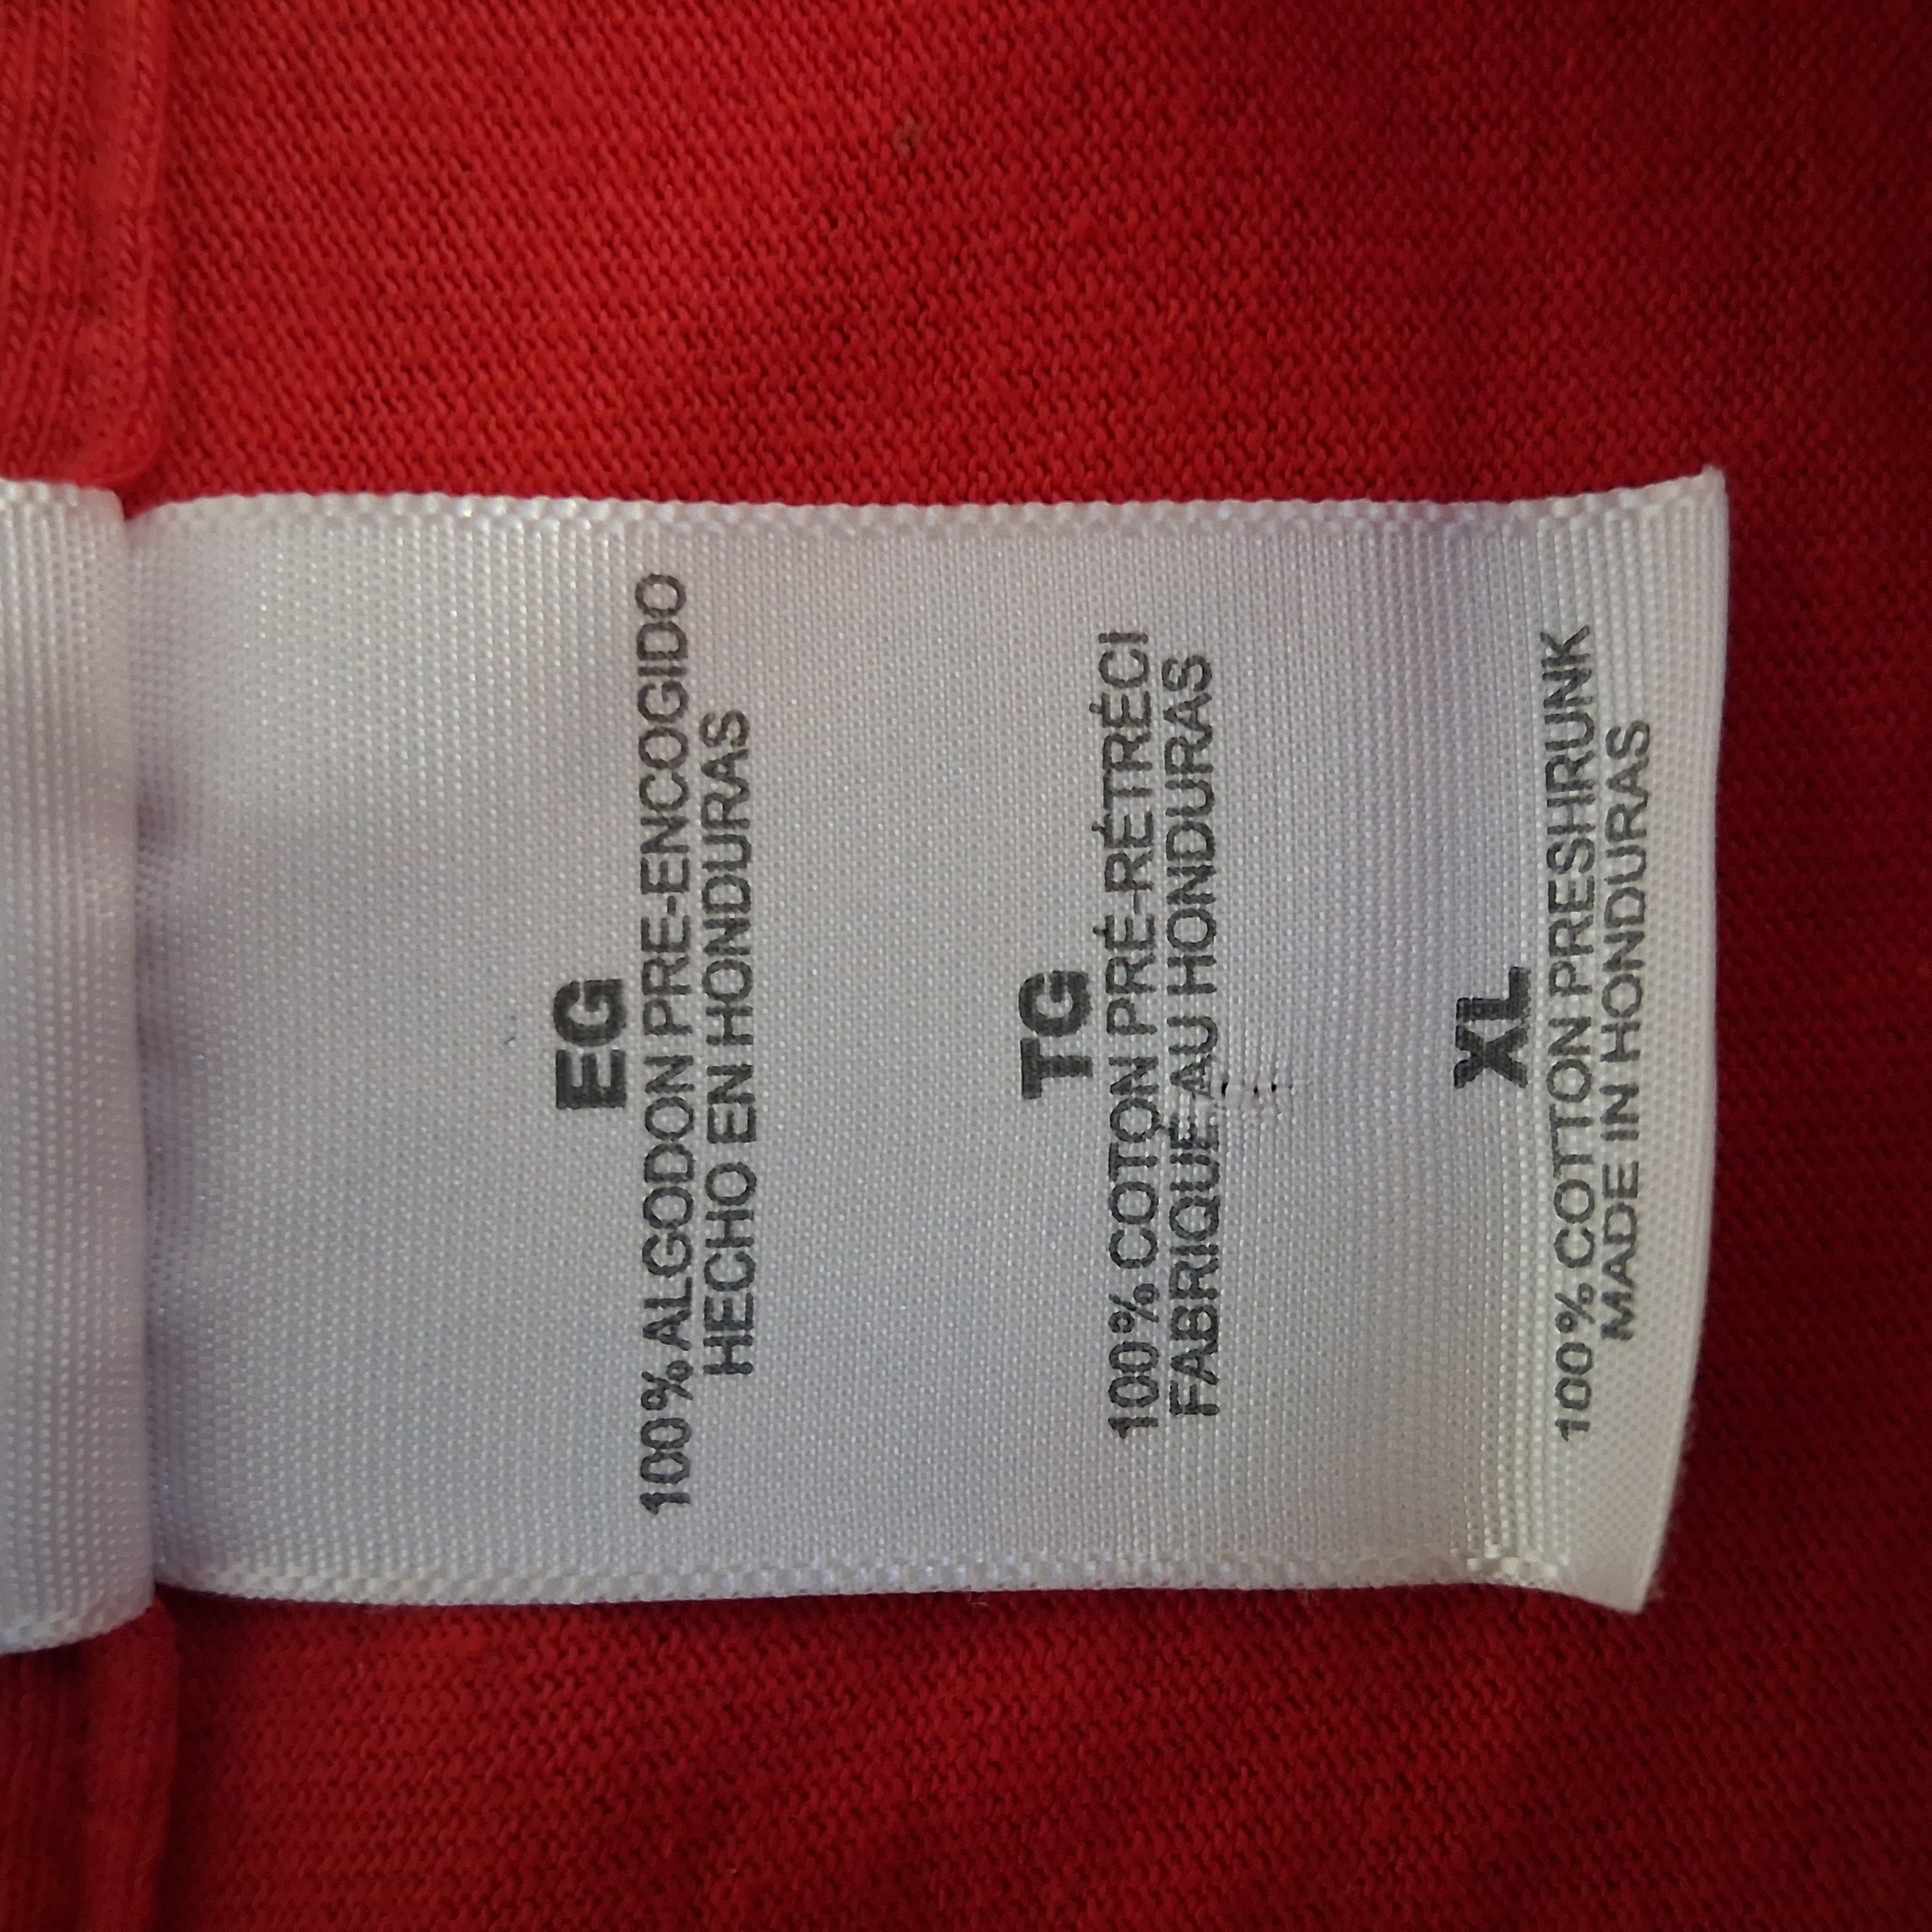 EG
100% ALGODON PRE-ENCOGIDO
HECHO EN HONDURAS
TG
100% COTON PRÉ-RÉTRÉCI
FABRIQUÉ AU HONDURAS
XL
100% COTTON PRESHRUNK
MADE IN HONDURAS